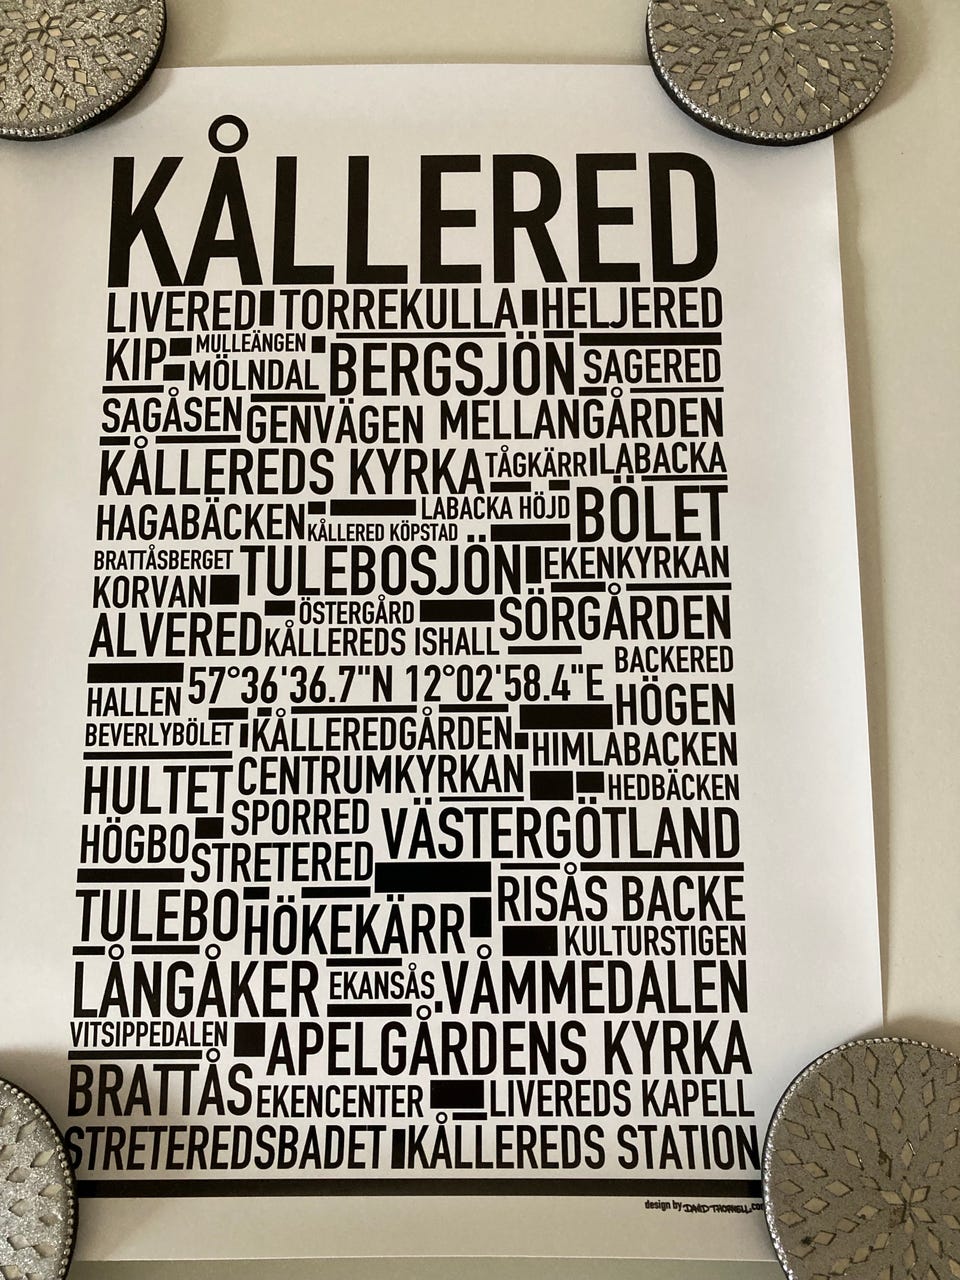 KÅLLERED
LIVERED TORREKULLA HELJERED
KIP MULLEÄNGEN BERGSJÖN SAGERED
MÖLNDAL
SAGÅSEN GENVÄGEN MELLANGÅRDEN
KÅLLEREDS KYRKA TÅGKÄRR LABACKA
HAGABÄCKEN LABACKA HÖJD BÖLET
KÅLLERED KÖPSTAD
BRATTÅSBERGET TULEBOSJÖN EKENKYRKAN
KORVAN ÖSTERGÅRD SÖRGÅRDEN
ALVERED KÅLLEREDS ISHALL
BACKERED
HALLEN 57°36'36.7"N 12°02'58.4"E HÖGEN
BEVERLYBÖLET KÅLLEREDGÅRDEN HIMLABACKEN
HULTET CENTRUMKYRKAN HEDBÄCKEN
HÖGBO SPORRED VÄSTERGÖTLAND
STRETERED
TULEBO HÖKEKÄRR RISÅS BACKE
KULTURSTIGEN
LÅNGÅKER EKANSÅS VÅMMEDALEN
VITSIPPEDALEN APELGÅRDENS KYRKA
BRATTÅS EKENCENTER LIVEREDS KAPELL
STRETEREDSBADET KÅLLEREDS STATION
design by DAVID THORNELL.co